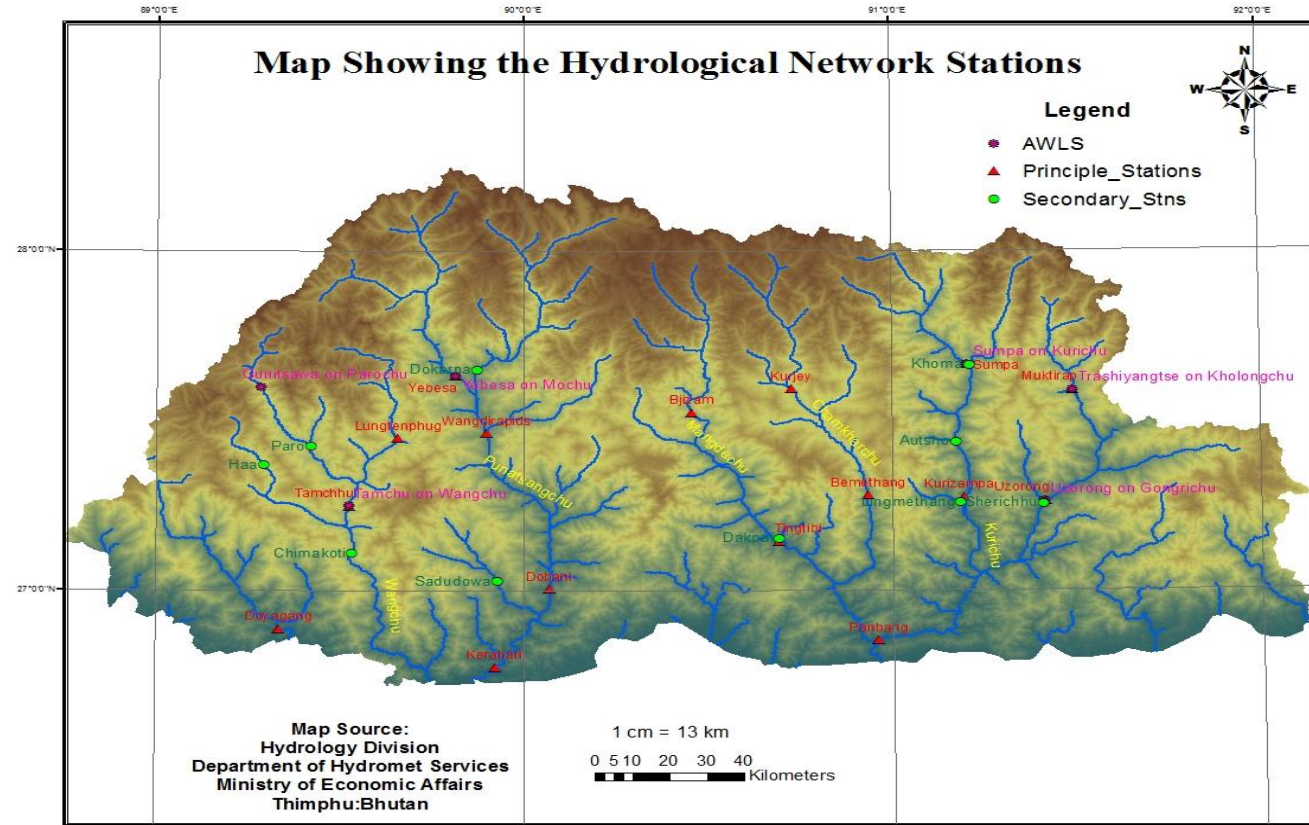 89°0'0"E
90°0'0"E
91°0'0"E
92°0'0"E
Map Showing the Hydrological Network Stations
N
W
E
S
Legend
AWLS
Principle_Stations
Secondary_Stns
28°0'0"N
27°0'0"N
Gunitsawa on Parochu
Dokarna
Yebesa
Yebesa on Mochu
Lungtenphug
Wangdirapids
Paro
Haa
Punatsangchu
Tamchhu
Tamchu on Wangchu
Chimakoti
Wangchu
Sadudowa
Dobani
Doyagang
Kerabari
Kurjey
Bjizam
Chamkharchu
Mangdechu
Bemethang
Tingtibi
Dakpai
Panbang
Khoma
Sumpa on Kurichu
Sumpa
Muktirap
Trashiyangtse on Kholongchu
Autsho
Kurizampa
Uzorong
Uzorong on Gongrichu
Lingmethang
Sherichhu
Kurichu
Map Source:
Hydrology Division
Department of Hydromet Services
Ministry of Economic Affairs
Thimphu:Bhutan
1 cm = 13 km
0 5 10 20 30 40
Kilometers